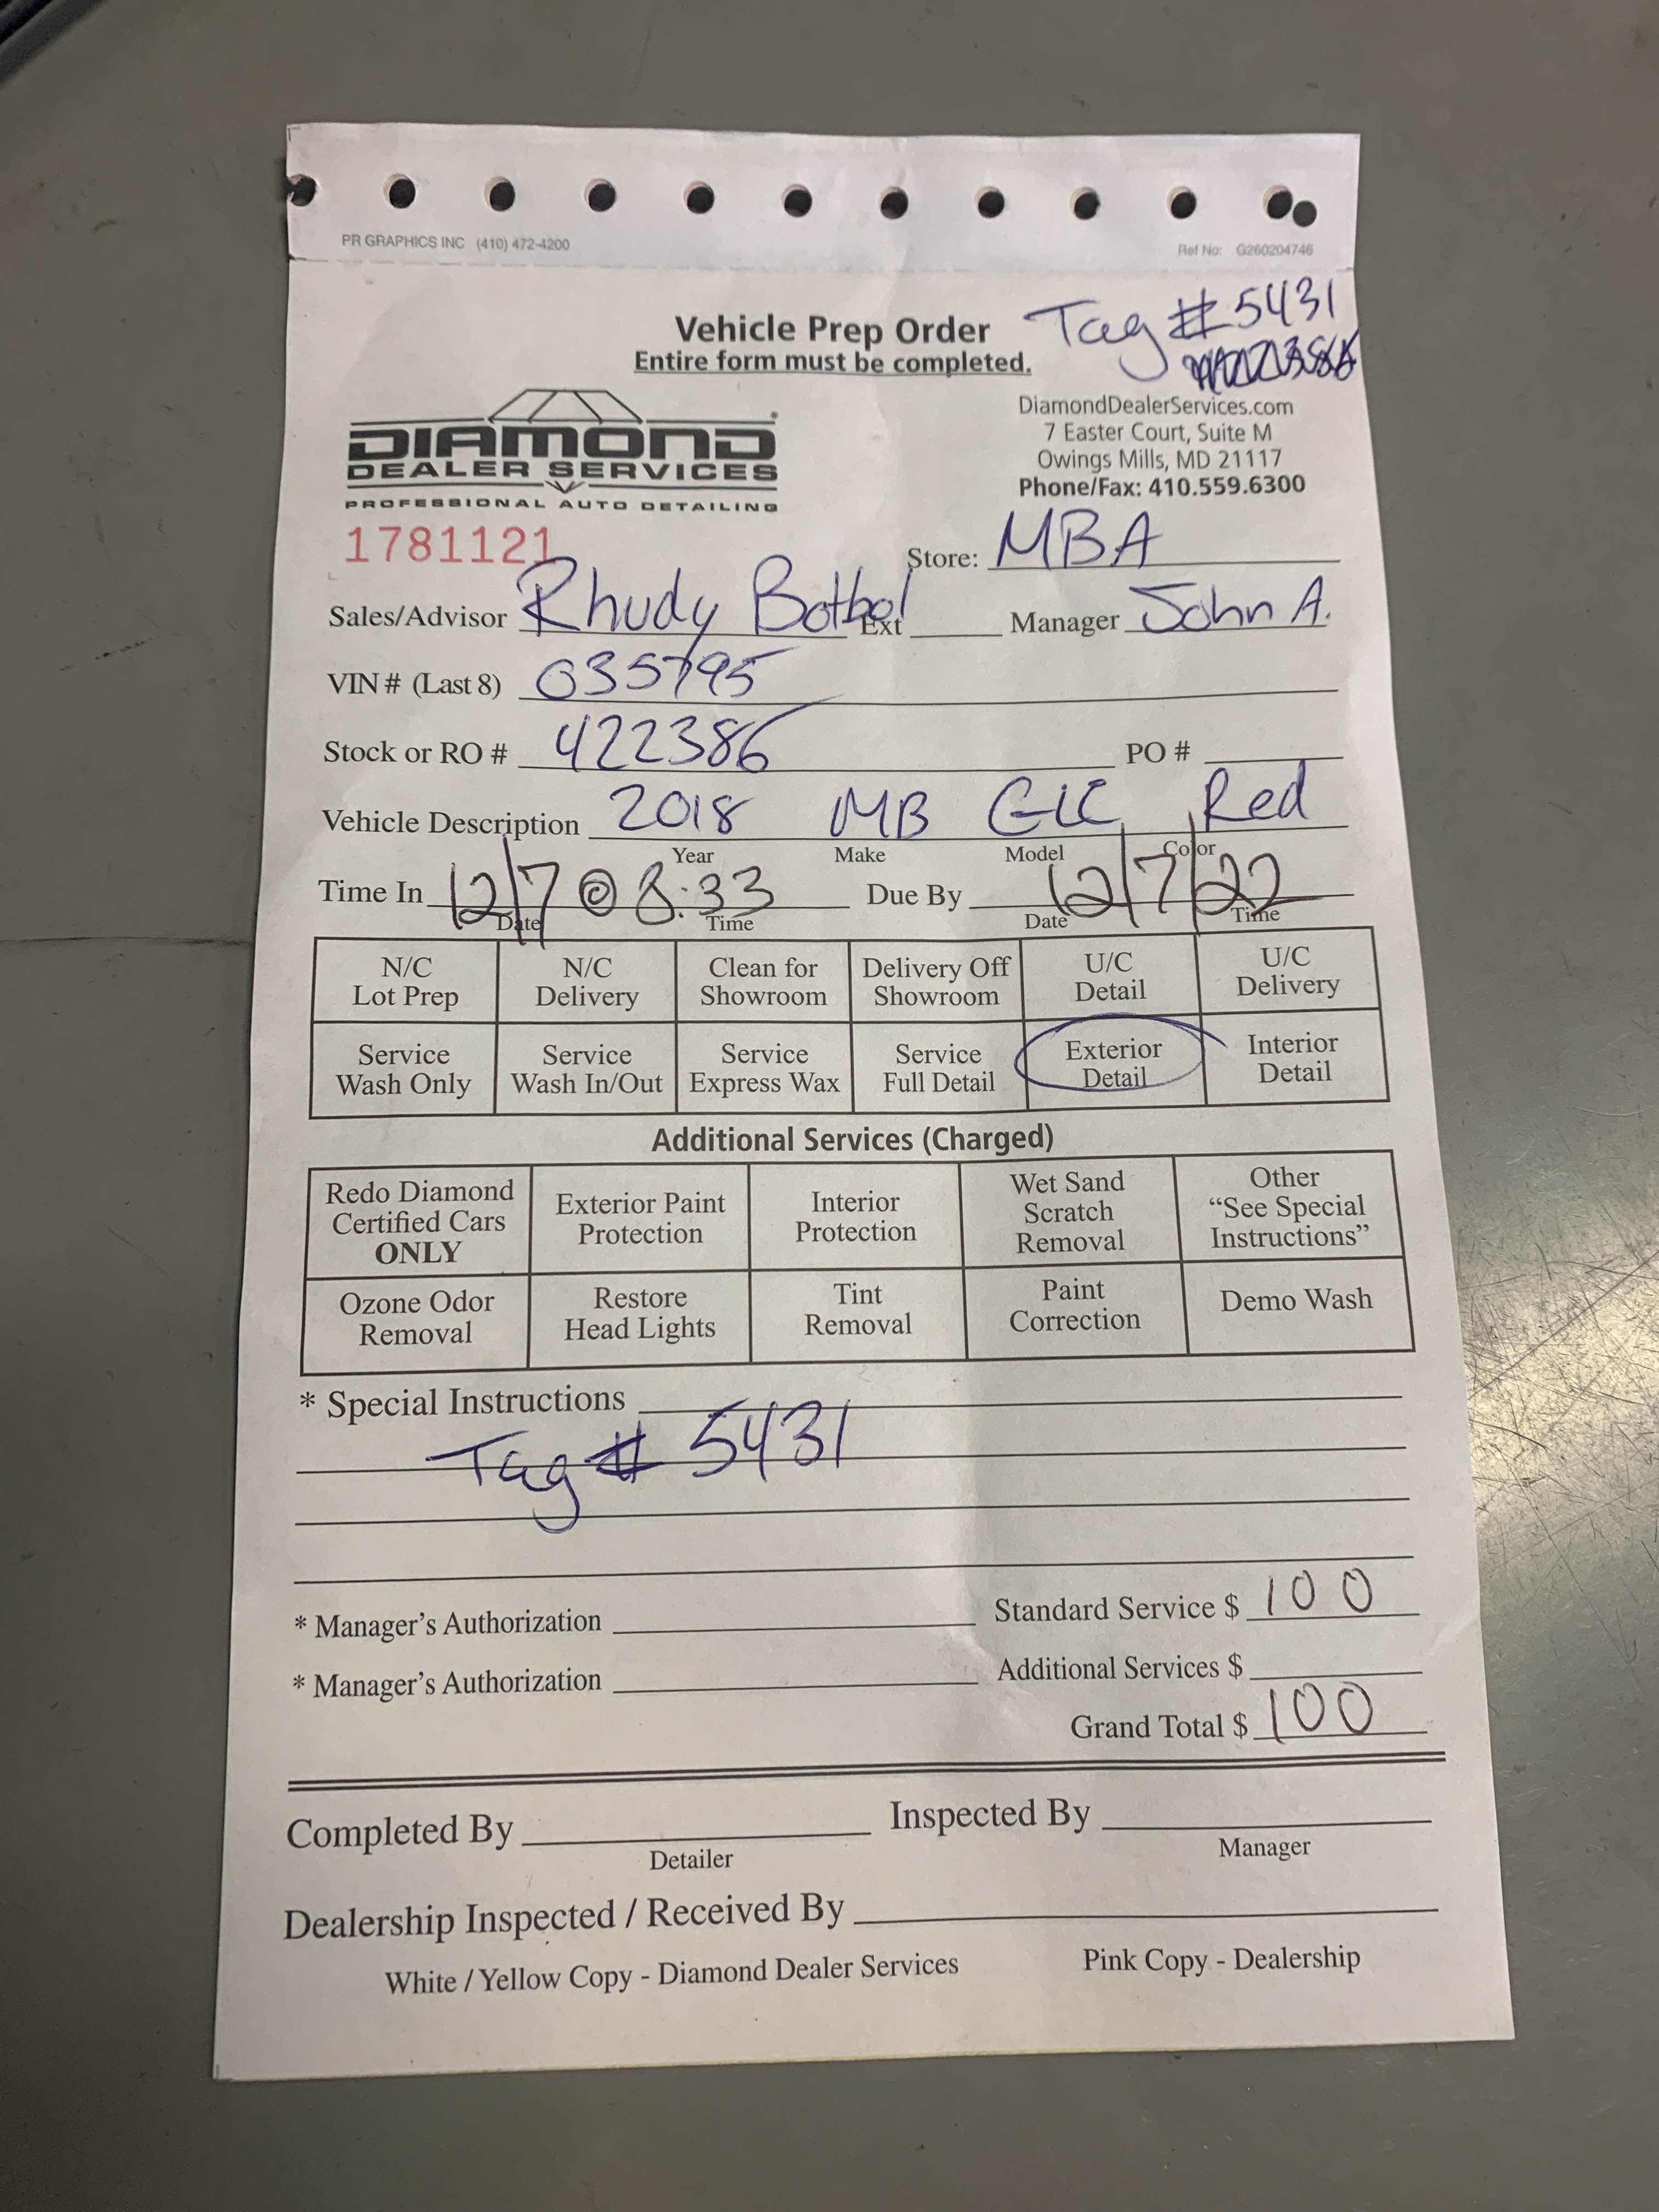 PR GRAPHICS INC (410) 472-4200
Ref No: G260204746
Tag # 5431
Vehicle Prep Order
Entire form must be completed.
DIAMOND
DEALER SERVICES
PROFESSIONAL AUTO DETAILING
DiamondDealerServices.com
7 Easter Court, Suite M
Owings Mills, MD 21117
Phone/Fax: 410.559.6300
1781121
Store: MBA
Sales/Advisor Rhudy Botbol Ext Manager John A.
VIN # (Last 8) 035795
Stock or RO # 422386 PO #
Vehicle Description 2018 MB GLC Red
Year Make Model Color
Time In 12/7 @ 8:33 Due By 12/7/22
Date Time Date Time
N/C Lot Prep
N/C Delivery
Clean for Showroom
Delivery Off Showroom
U/C Detail
U/C Delivery
Service Wash Only
Service Wash In/Out
Service Express Wax
Service Full Detail
Exterior Detail
Interior Detail
Additional Services (Charged)
Redo Diamond Certified Cars ONLY
Exterior Paint Protection
Interior Protection
Wet Sand Scratch Removal
Other “See Special Instructions”
Ozone Odor Removal
Restore Head Lights
Tint Removal
Paint Correction
Demo Wash
* Special Instructions
Tag # 5431
* Manager's Authorization Standard Service $ 100
* Manager's Authorization Additional Services $
Grand Total $ 100
Completed By Inspected By
Detailer Manager
Dealership Inspected / Received By
White / Yellow Copy - Diamond Dealer Services Pink Copy - Dealership